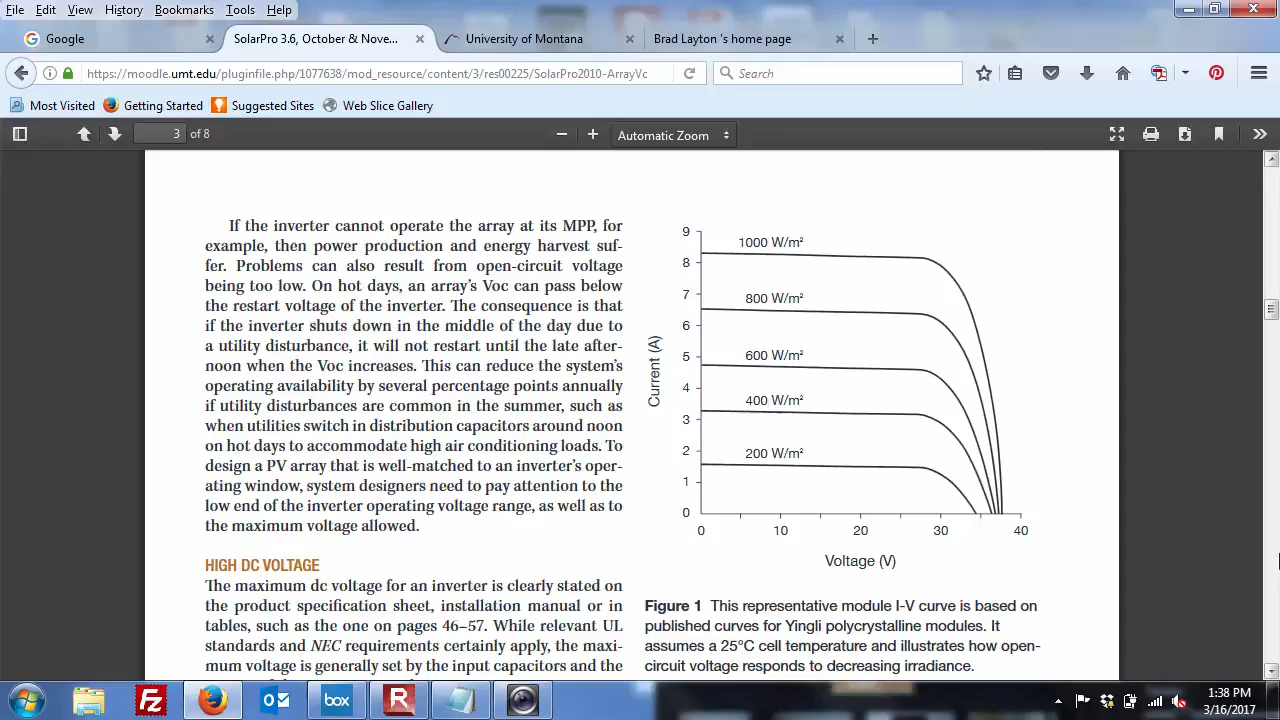 File Edit View History Bookmarks Tools Help
Google
SolarPro 3.6, October & Nove...
University of Montana
Brad Layton 's home page
https://moodle.umt.edu/pluginfile.php/1077638/mod_resource/content/3/res00225/SolarPro2010-ArrayVc
Search
Most Visited Getting Started Suggested Sites Web Slice Gallery
3 of 8
Automatic Zoom
If the inverter cannot operate the array at its MPP, for
example, then power production and energy harvest suf-
fer. Problems can also result from open-circuit voltage
being too low. On hot days, an array's Voc can pass below
the restart voltage of the inverter. The consequence is that
if the inverter shuts down in the middle of the day due to
a utility disturbance, it will not restart until the late after-
noon when the Voc increases. This can reduce the system's
operating availability by several percentage points annually
if utility disturbances are common in the summer, such as
when utilities switch in distribution capacitors around noon
on hot days to accommodate high air conditioning loads. To
design a PV array that is well-matched to an inverter's oper-
ating window, system designers need to pay attention to the
low end of the inverter operating voltage range, as well as to
the maximum voltage allowed.
HIGH DC VOLTAGE
The maximum dc voltage for an inverter is clearly stated on
the product specification sheet, installation manual or in
tables, such as the one on pages 46–57. While relevant UL
standards and NEC requirements certainly apply, the maxi-
mum voltage is generally set by the input capacitors and the
9
8
7
6
5
4
3
2
1
0
Current (A)
1000 W/m²
800 W/m²
600 W/m²
400 W/m²
200 W/m²
0 10 20 30 40
Voltage (V)
Figure 1 This representative module I-V curve is based on
published curves for Yingli polycrystalline modules. It
assumes a 25°C cell temperature and illustrates how open-
circuit voltage responds to decreasing irradiance.
Fz
box
R
1:38 PM
3/16/2017